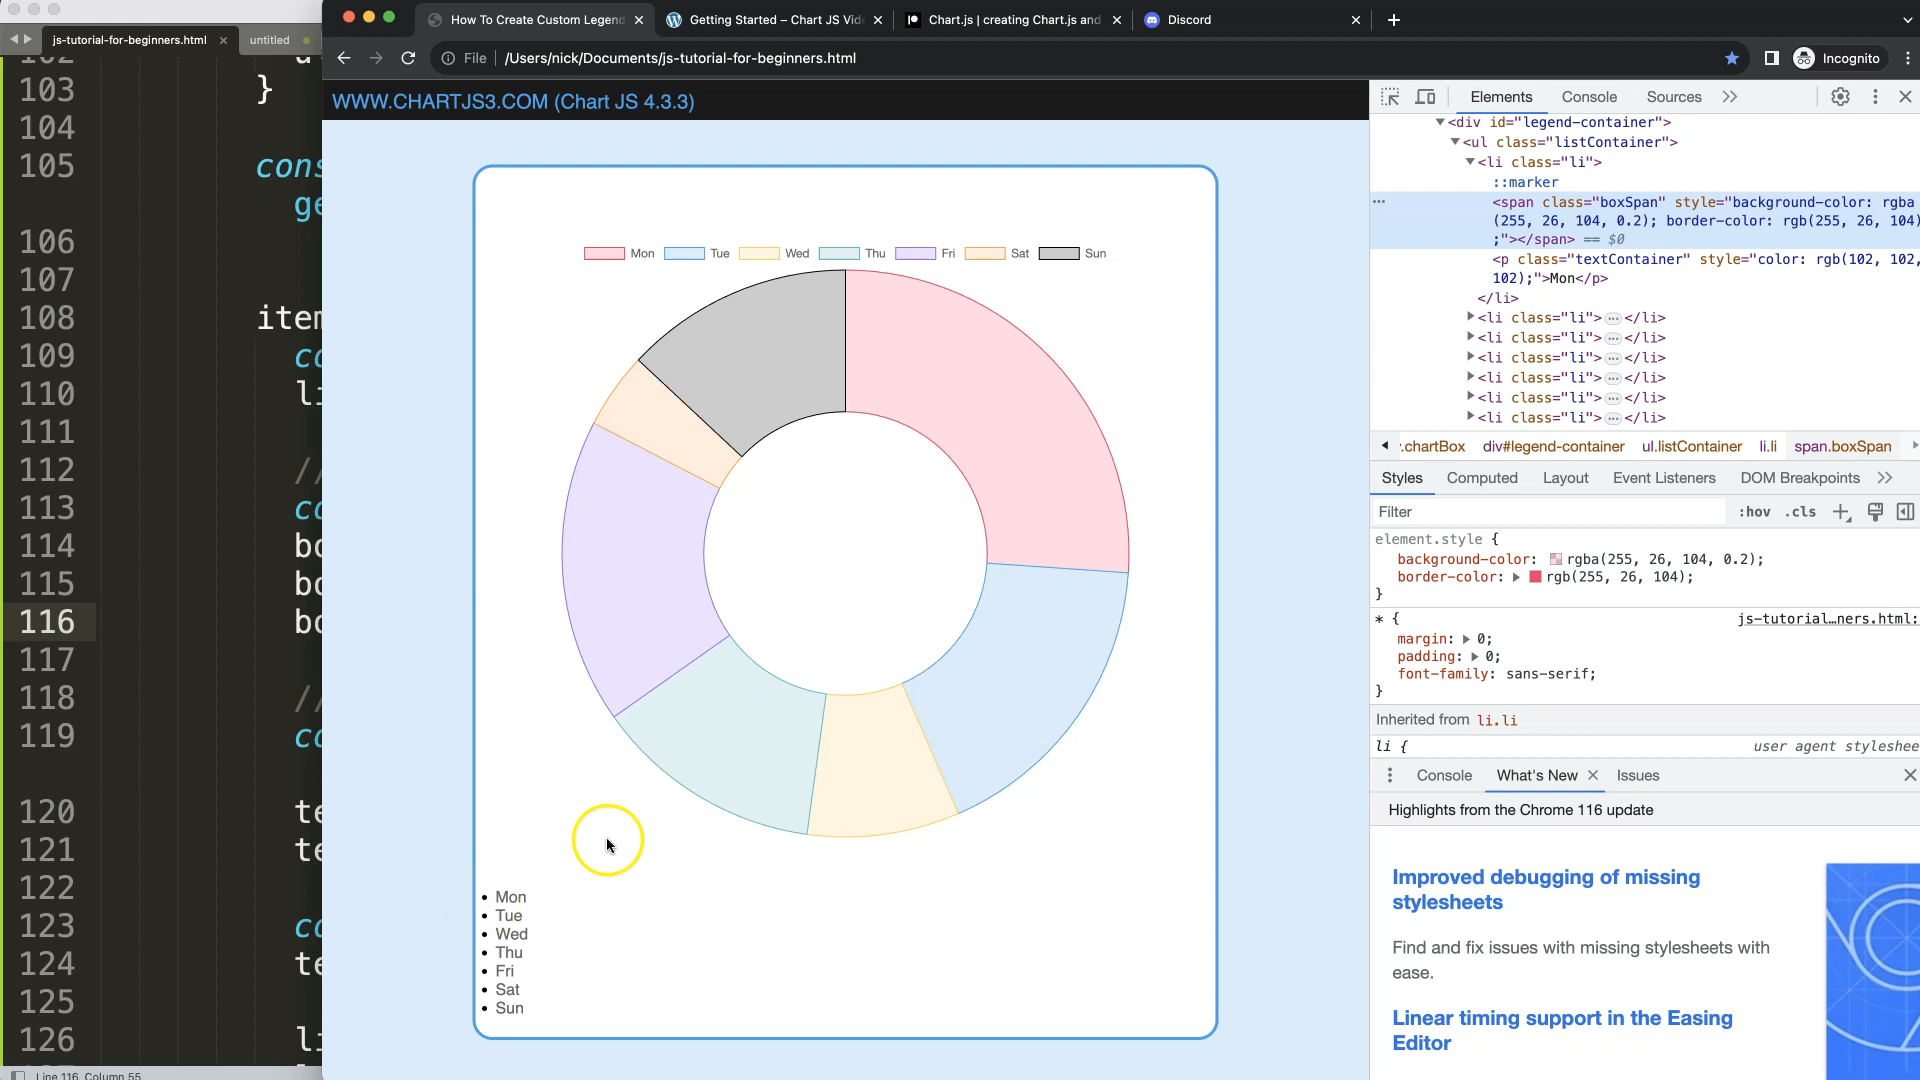 js-tutorial-for-beginners.html × untitled
How To Create Custom Legend × Getting Started – Chart JS Vid × Chart.js | creating Chart.js and × Discord × +
File /Users/nick/Documents/js-tutorial-for-beginners.html Incognito
WWW.CHARTJS3.COM (Chart JS 4.3.3)
103 }
104
105 cons
ge
106
107
108 item
109 co
110 li
111
112 //
113 co
114 bo
115 bo
116 bo
117
118 //
119 co
120 te
121 te
122
123 co
124 te
125
126 li
Line 116, Column 55
Mon Tue Wed Thu Fri Sat Sun
• Mon
• Tue
• Wed
• Thu
• Fri
• Sat
• Sun
Elements Console Sources
<div id="legend-container">
<ul class="listContainer">
<li class="li">
::marker
<span class="boxSpan" style="background-color: rgba
(255, 26, 104, 0.2); border-color: rgb(255, 26, 104)
;"></span> == $0
<p class="textContainer" style="color: rgb(102, 102,
102);">Mon</p>
</li>
<li class="li">…</li>
<li class="li">…</li>
<li class="li">…</li>
<li class="li">…</li>
<li class="li">…</li>
<li class="li">…</li>
.chartBox div#legend-container ul.listContainer li.li span.boxSpan
Styles Computed Layout Event Listeners DOM Breakpoints
Filter :hov .cls
element.style {
background-color: rgba(255, 26, 104, 0.2);
border-color: rgb(255, 26, 104);
}
* { js-tutorial…ners.html:
margin: 0;
padding: 0;
font-family: sans-serif;
}
Inherited from li.li
li { user agent styleshee
Console What's New × Issues
Highlights from the Chrome 116 update
Improved debugging of missing
stylesheets
Find and fix issues with missing stylesheets with
ease.
Linear timing support in the Easing
Editor